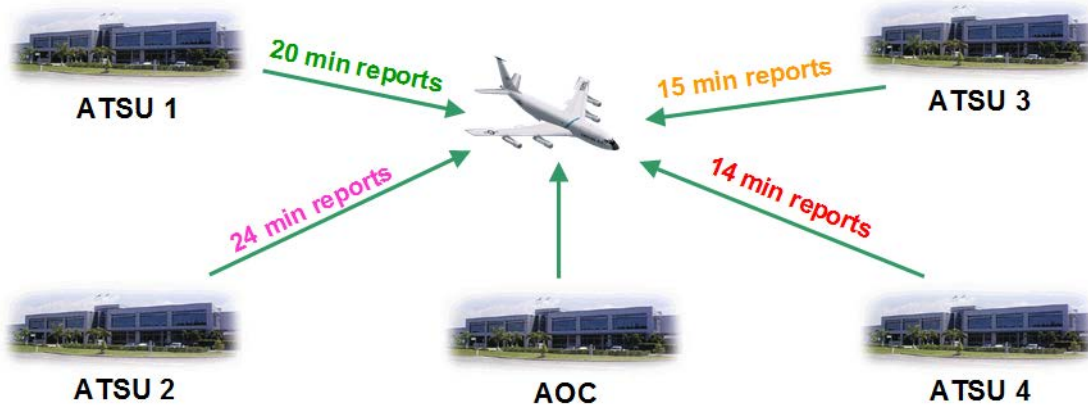 20 min reports
15 min reports
ATSU 1
ATSU 3
24 min reports
14 min reports
ATSU 2
AOC
ATSU 4